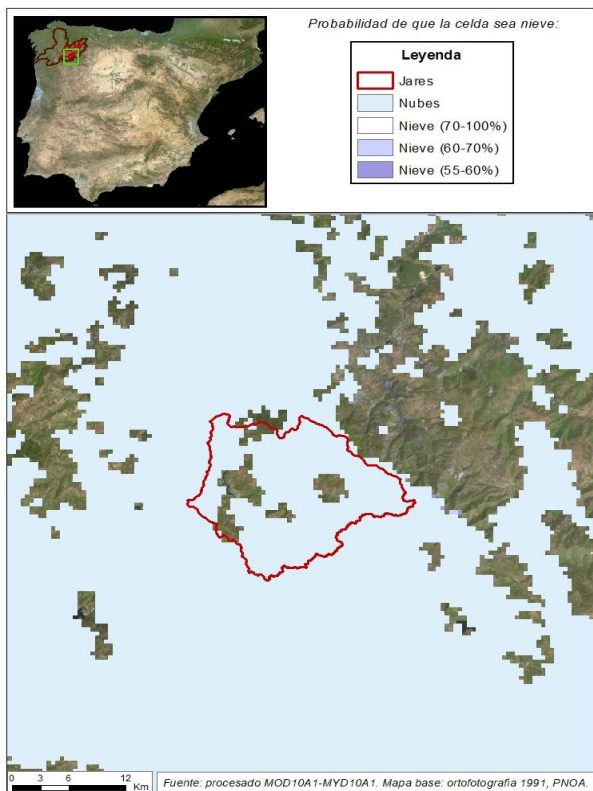 Probabilidad de que la celda sea nieve:
Leyenda
Jares
Nubes
Nieve (70-100%)
Nieve (60-70%)
Nieve (55-60%)
0 3 6 12
Km
Fuente: procesado MOD10A1-MYD10A1. Mapa base: ortofotografía 1991, PNOA.